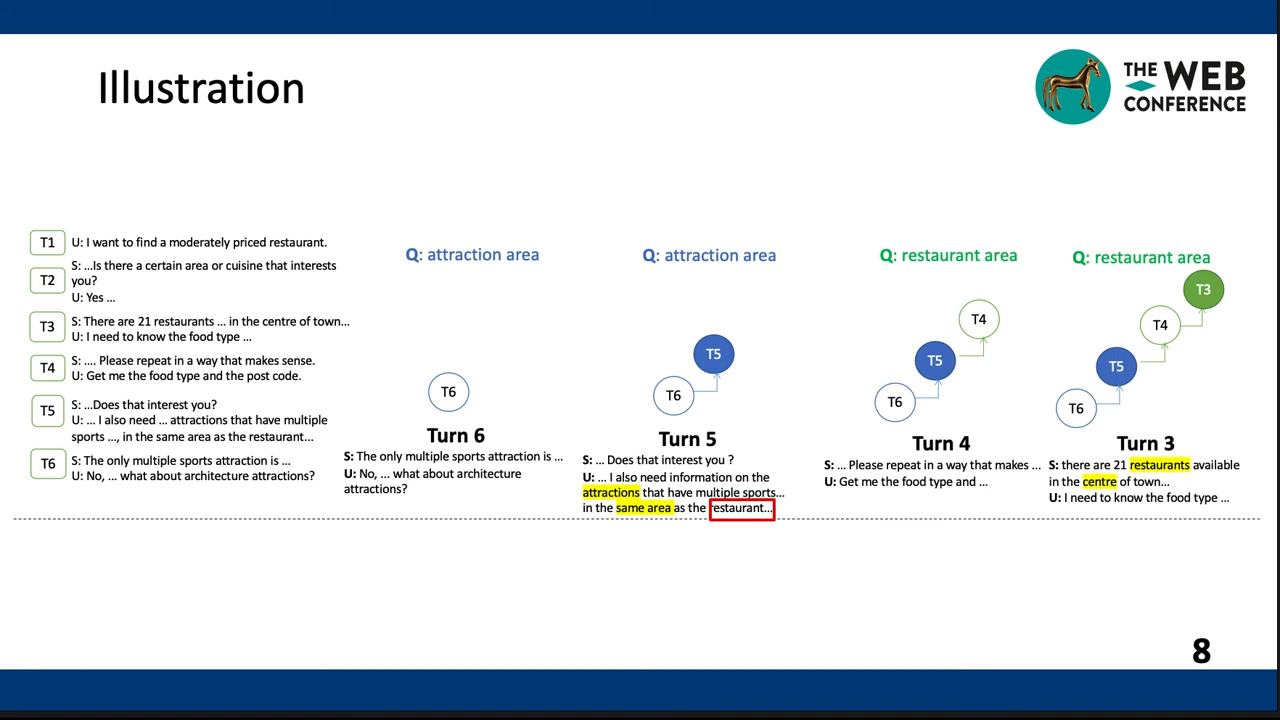 Illustration
THE WEB
CONFERENCE
T1
U: I want to find a moderately priced restaurant.
T2
S: ...Is there a certain area or cuisine that interests
you?
U: Yes ...
T3
S: There are 21 restaurants ... in the centre of town...
U: I need to know the food type ...
T4
S: .... Please repeat in a way that makes sense.
U: Get me the food type and the post code.
T5
S: ...Does that interest you?
U: ... I also need ... attractions that have multiple
sports ..., in the same area as the restaurant...
T6
S: The only multiple sports attraction is ...
U: No, ... what about architecture attractions?
Q: attraction area
T6
Turn 6
S: The only multiple sports attraction is ...
U: No, ... what about architecture
attractions?
Q: attraction area
T5
T6
Turn 5
S: ... Does that interest you ?
U: ... I also need information on the
attractions that have multiple sports...
in the same area as the restaurant...
Q: restaurant area
T4
T5
T6
Turn 4
S: ... Please repeat in a way that makes ...
U: Get me the food type and ...
Q: restaurant area
T3
T4
T5
T6
Turn 3
S: there are 21 restaurants available
in the centre of town...
U: I need to know the food type ...
8